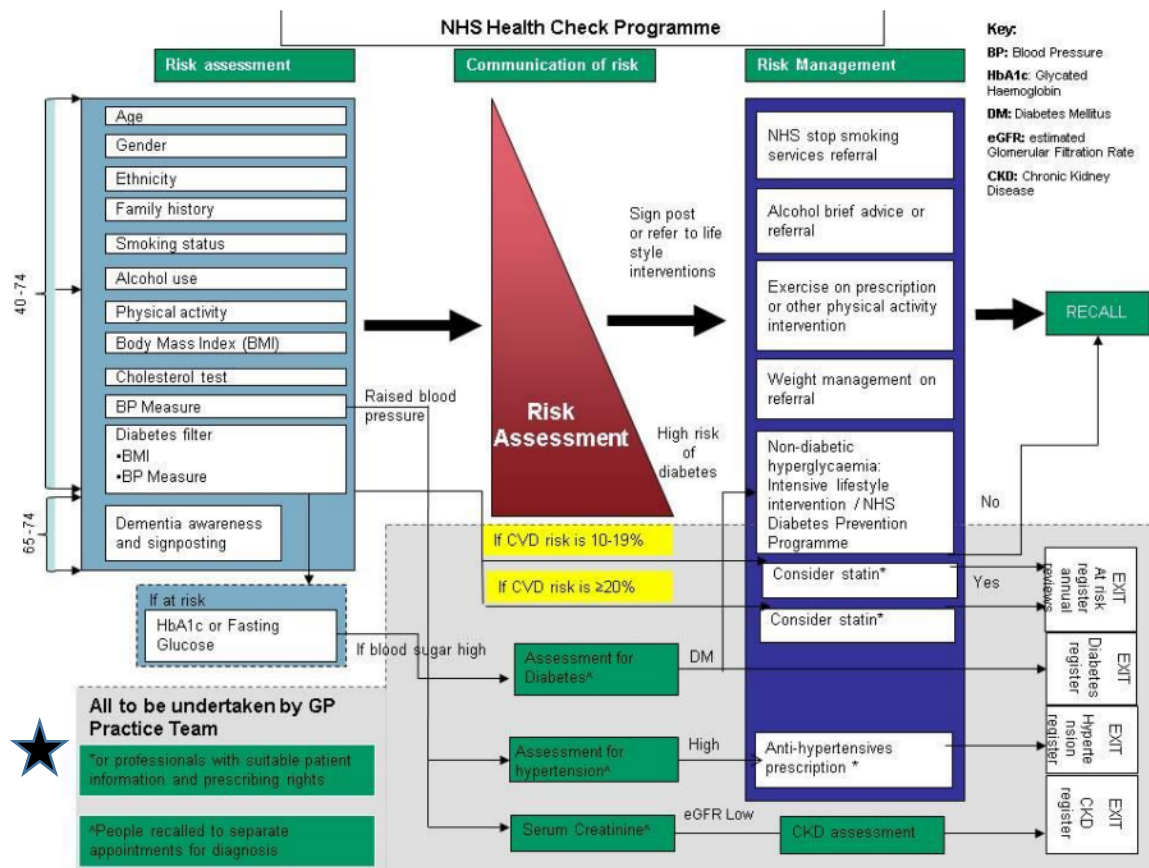 NHS Health Check Programme
Risk assessment
Communication of risk
Risk Management
Key:
BP: Blood Pressure
HbA1c: Glycated
Haemoglobin
DM: Diabetes Mellitus
eGFR: estimated
Glomerular Filtration Rate
CKD: Chronic Kidney
Disease
40-74
65-74
Age
Gender
Ethnicity
Family history
Smoking status
Alcohol use
Physical activity
Body Mass Index (BMI)
Cholesterol test
BP Measure
Diabetes filter
•BMI
•BP Measure
Dementia awareness
and signposting
If at risk
HbA1c or Fasting
Glucose
Raised blood
pressure
If blood sugar high
Risk
Assessment
Sign post
or refer to life
style
interventions
High risk
of
diabetes
If CVD risk is 10-19%
If CVD risk is ≥20%
NHS stop smoking
services referral
Alcohol brief advice or
referral
Exercise on prescription
or other physical activity
intervention
Weight management on
referral
Non-diabetic
hyperglycaemia:
Intensive lifestyle
intervention / NHS
Diabetes Prevention
Programme
Consider statin*
Consider statin*
Anti-hypertensives
prescription *
RECALL
No
Yes
EXIT
At risk
register
annual
reviews
EXIT
Diabetes
register
EXIT
Hyperte
nsion
register
EXIT
CKD
register
Assessment for
Diabetes^
DM
Assessment for
hypertension^
High
Serum Creatinine^
eGFR Low
CKD assessment
All to be undertaken by GP
Practice Team
*or professionals with suitable patient
information and prescribing rights
^People recalled to separate
appointments for diagnosis